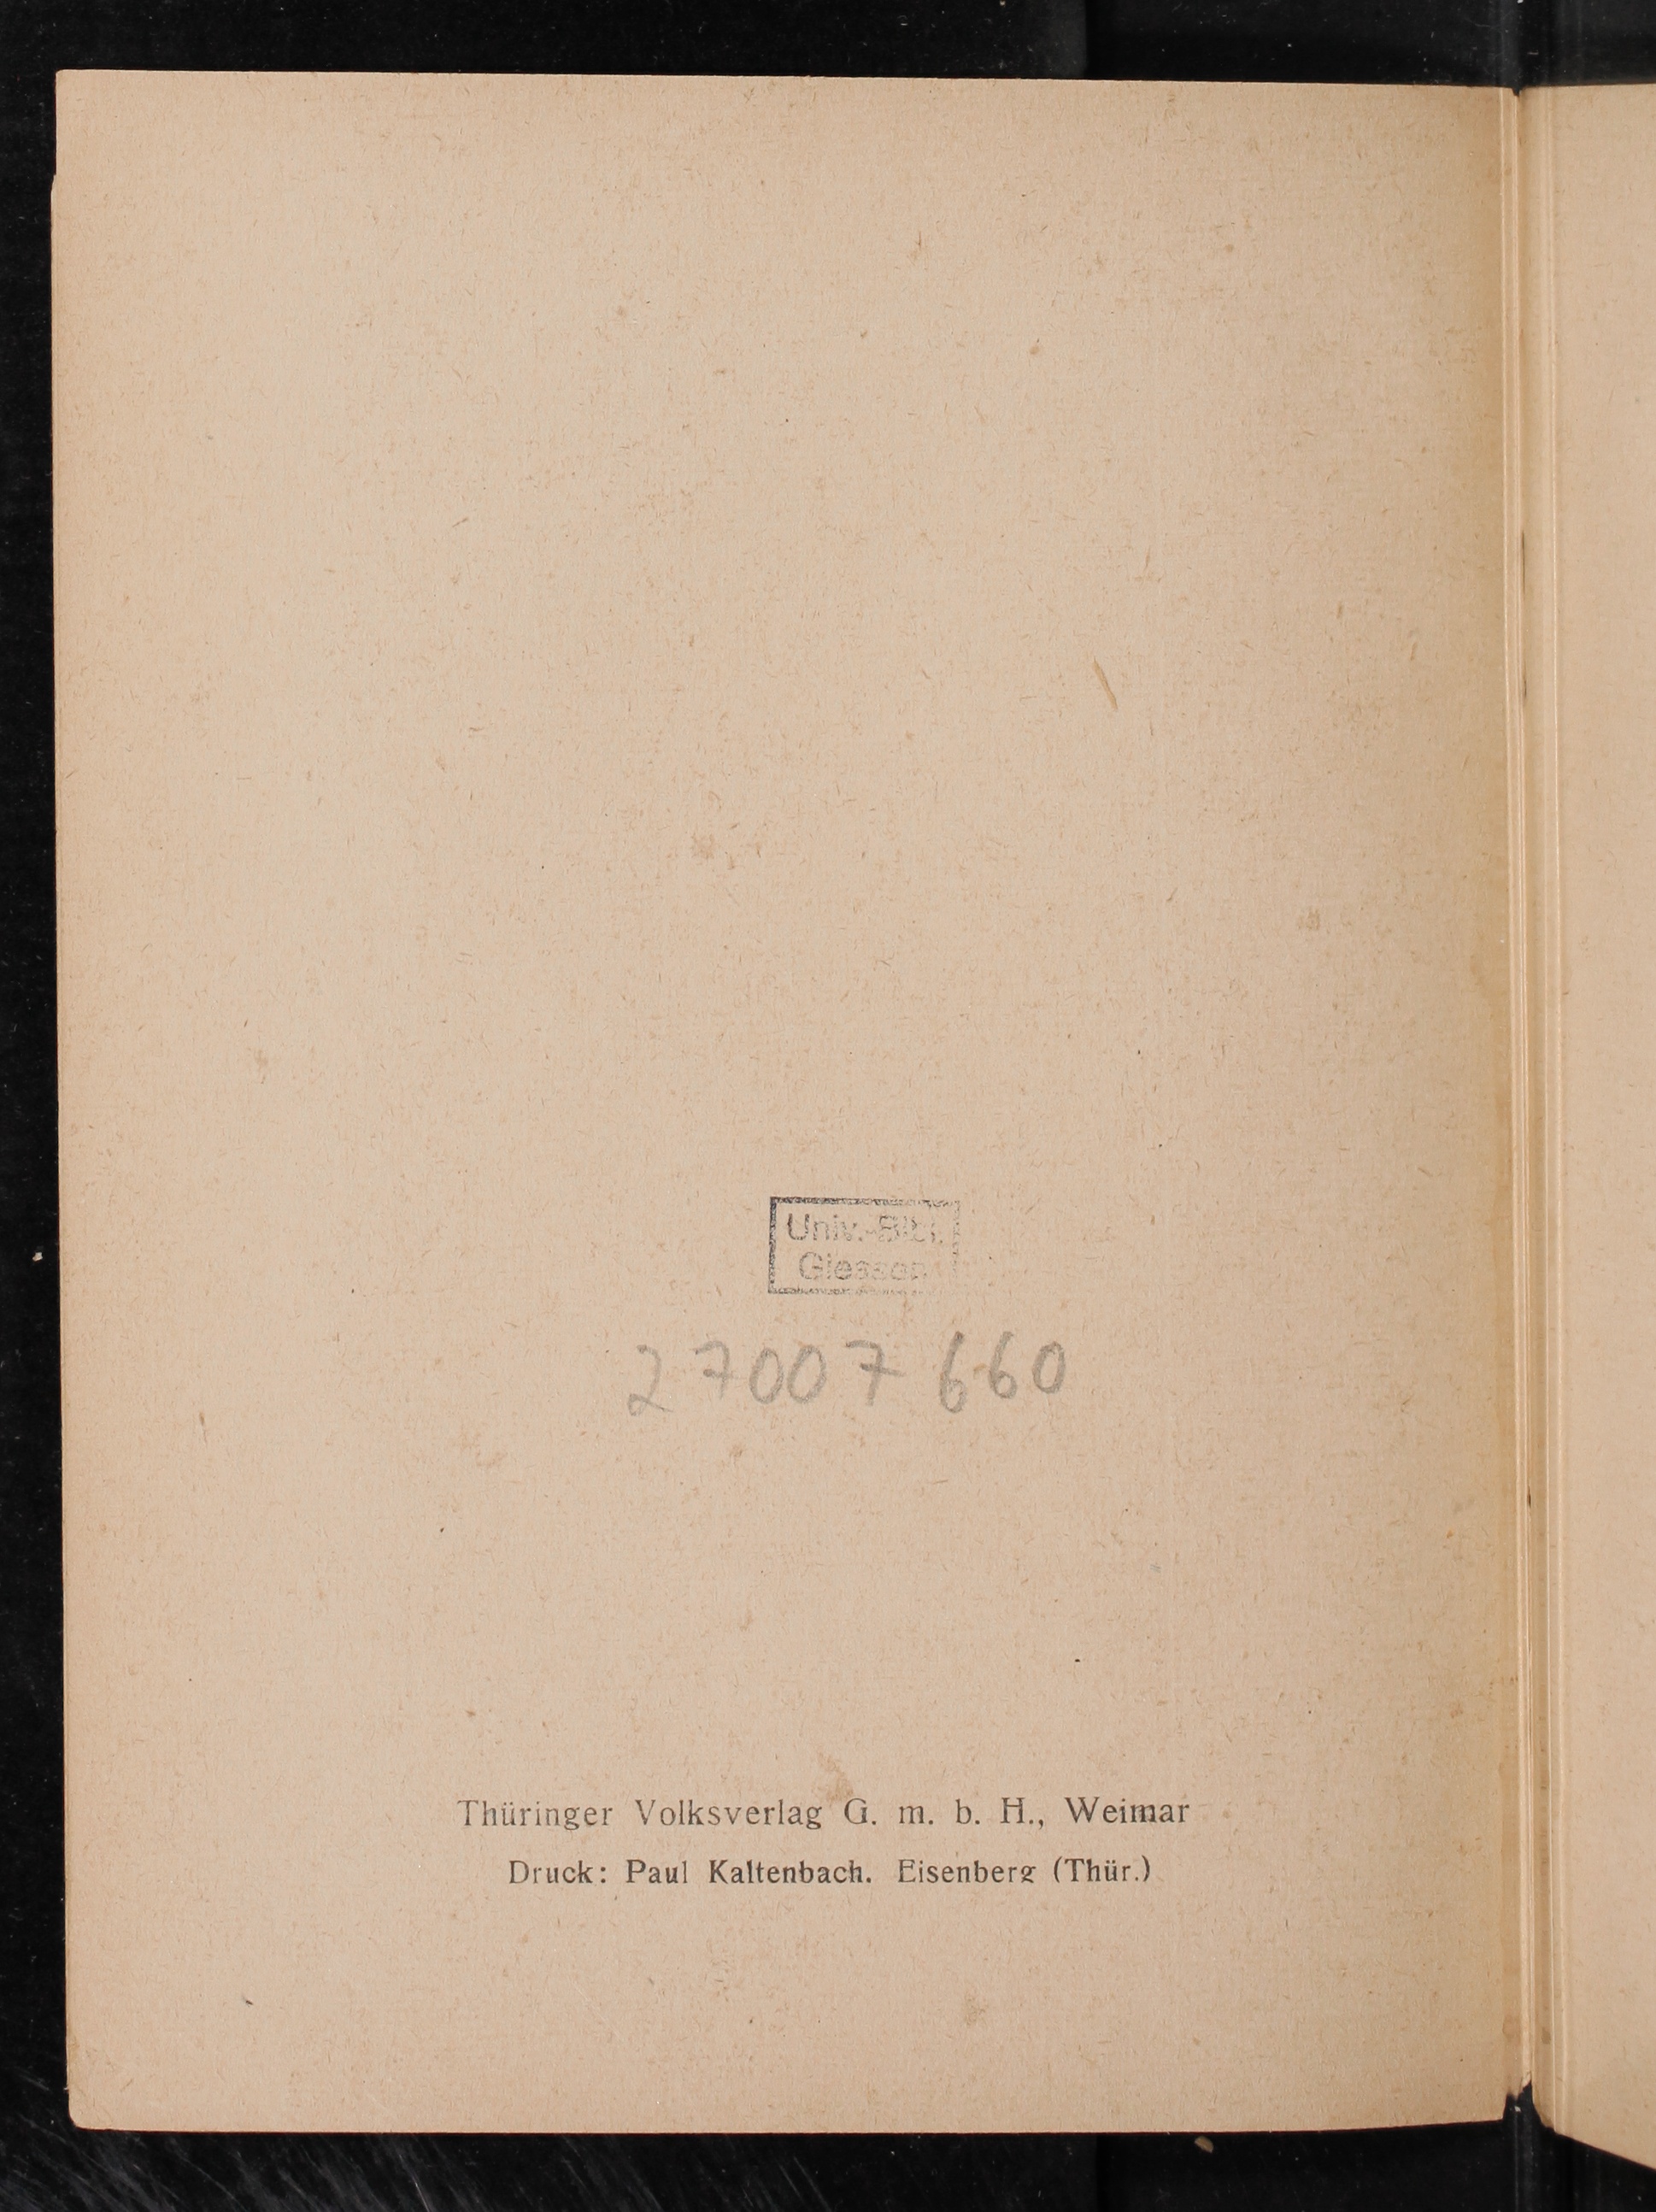 Univ.-Bibl.
Giessen
27007660
Thüringer Volksverlag G. m. b. H., Weimar
Druck: Paul Kaltenbach. Eisenberg (Thür.)